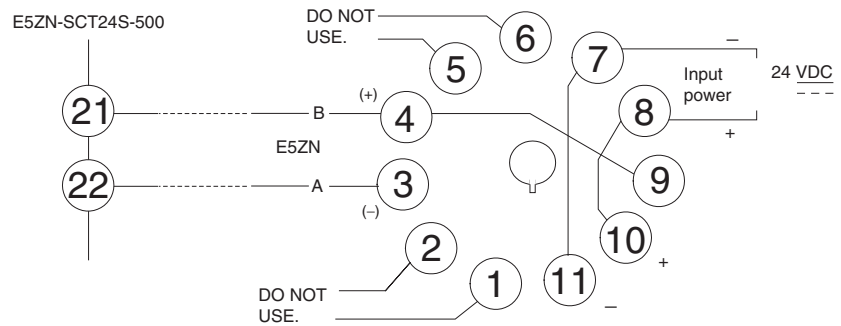 E5ZN-SCT24S-500
DO NOT
USE.
6
5
7
–
Input
power
24 VDC
8
+
21
B
(+)
4
E5ZN
22
A
3
(–)
9
10
+
2
1
11
–
DO NOT
USE.